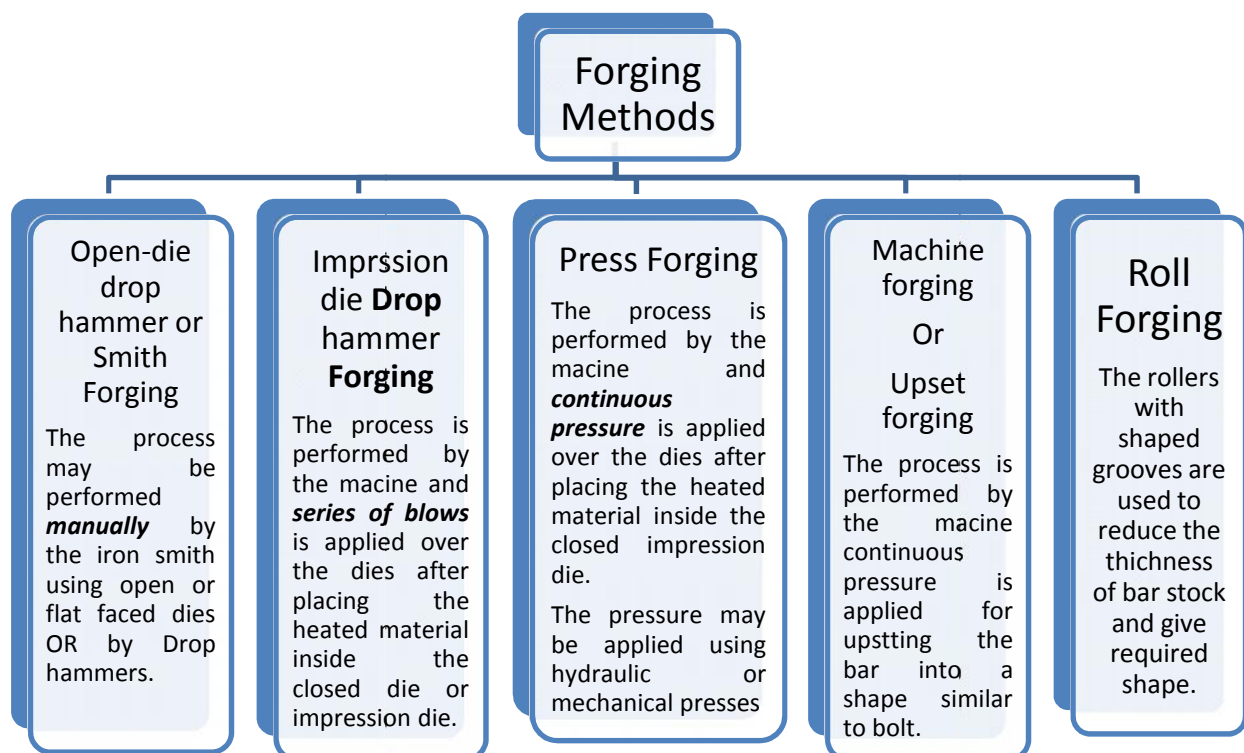 Forging
Methods
Open-die
drop
hammer or
Smith
Forging
The process
may be
performed
manually by
the iron smith
using open or
flat faced dies
OR by Drop
hammers.
Imprssion
die Drop
hammer
Forging
The process is
performed by
the macine and
series of blows
is applied over
the dies after
placing the
heated material
inside the
closed die or
impression die.
Press Forging
The process is
performed by the
macine and
continuous
pressure is applied
over the dies after
placing the heated
material inside the
closed impression
die.
The pressure may
be applied using
hydraulic or
mechanical presses
Machine
forging
Or
Upset
forging
The process is
performed by
the macine
continuous
pressure is
applied for
upstting the
bar into a
shape similar
to bolt.
Roll
Forging
The rollers
with
shaped
grooves are
used to
reduce the
thichness
of bar stock
and give
required
shape.